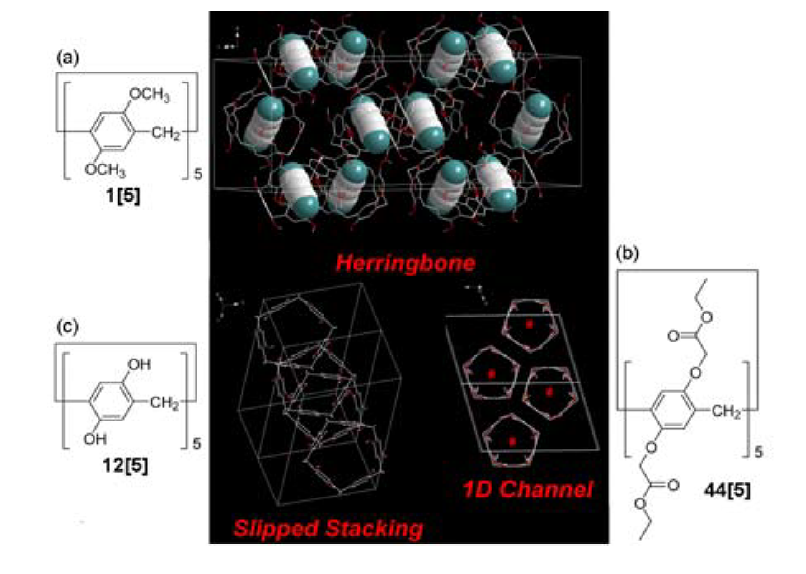 (a)
OCH3
CH2
OCH3
5
1[5]
Herringbone
(b)
O
O
O
CH2
O
5
O
O
44[5]
(c)
OH
CH2
OH
5
12[5]
Slipped Stacking
1D Channel